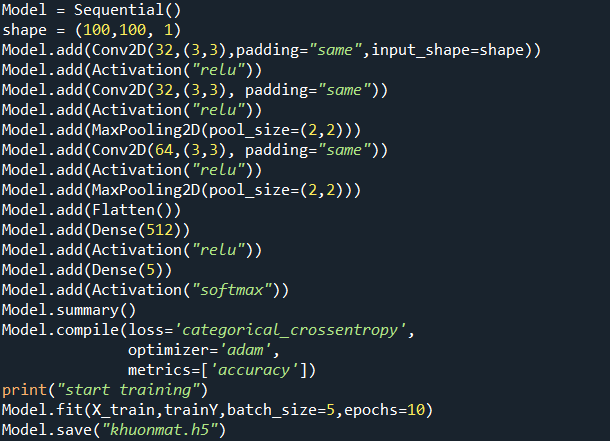 Model = Sequential()
shape = (100,100, 1)
Model.add(Conv2D(32,(3,3),padding="same",input_shape=shape))
Model.add(Activation("relu"))
Model.add(Conv2D(32,(3,3), padding="same"))
Model.add(Activation("relu"))
Model.add(MaxPooling2D(pool_size=(2,2)))
Model.add(Conv2D(64,(3,3), padding="same"))
Model.add(Activation("relu"))
Model.add(MaxPooling2D(pool_size=(2,2)))
Model.add(Flatten())
Model.add(Dense(512))
Model.add(Activation("relu"))
Model.add(Dense(5))
Model.add(Activation("softmax"))
Model.summary()
Model.compile(loss='categorical_crossentropy',
              optimizer='adam',
              metrics=['accuracy'])
print("start training")
Model.fit(X_train,trainY,batch_size=5,epochs=10)
Model.save("khuonmat.h5")